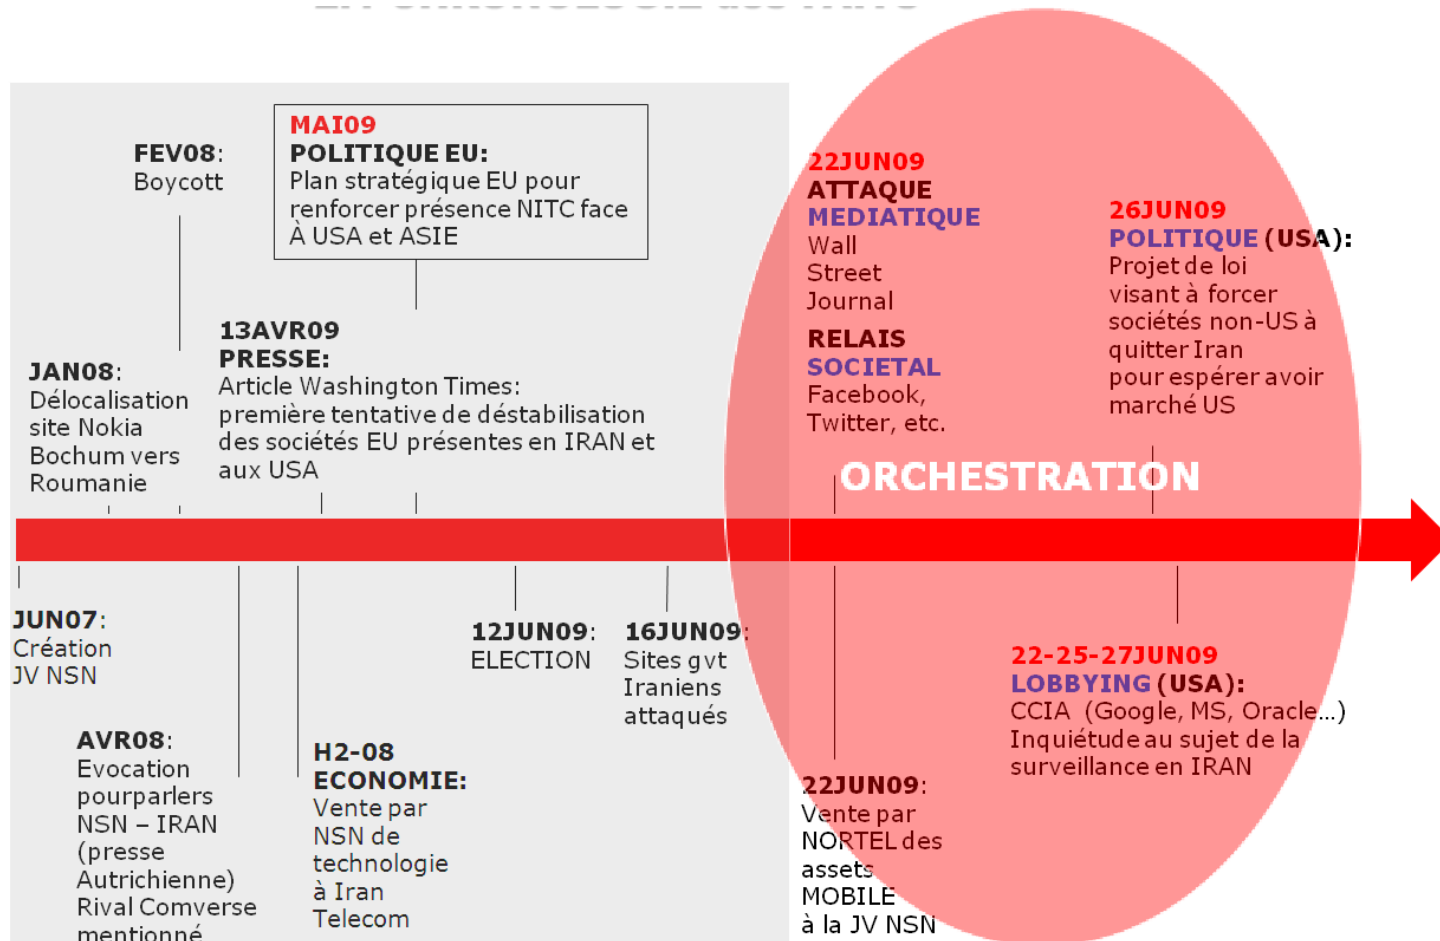 FEV08:
Boycott
MAI09
POLITIQUE EU:
Plan stratégique EU pour
renforcer présence NITC face
À USA et ASIE
JAN08:
Délocalisation
site Nokia
Bochum vers
Roumanie
13AVR09
PRESSE:
Article Washington Times:
première tentative de déstabilisation
des sociétés EU présentes en IRAN et
aux USA
22JUN09
ATTAQUE
MEDIATIQUE
Wall
Street
Journal
RELAIS
SOCIETAL
Facebook,
Twitter, etc.
26JUN09
POLITIQUE (USA):
Projet de loi
visant à forcer
sociétés non-US à
quitter Iran
pour espérer avoir
marché US
ORCHESTRATION
JUN07:
Création
JV NSN
AVR08:
Evocation
pourparlers
NSN – IRAN
(presse
Autrichienne)
Rival Comverse
mentionné
H2-08
ECONOMIE:
Vente par
NSN de
technologie
à Iran
Telecom
12JUN09:
ELECTION
16JUN09:
Sites gvt
Iraniens
attaqués
22JUN09:
Vente par
NORTEL des
assets
MOBILE
à la JV NSN
22-25-27JUN09
LOBBYING (USA):
CCIA (Google, MS, Oracle...)
Inquiétude au sujet de la
surveillance en IRAN